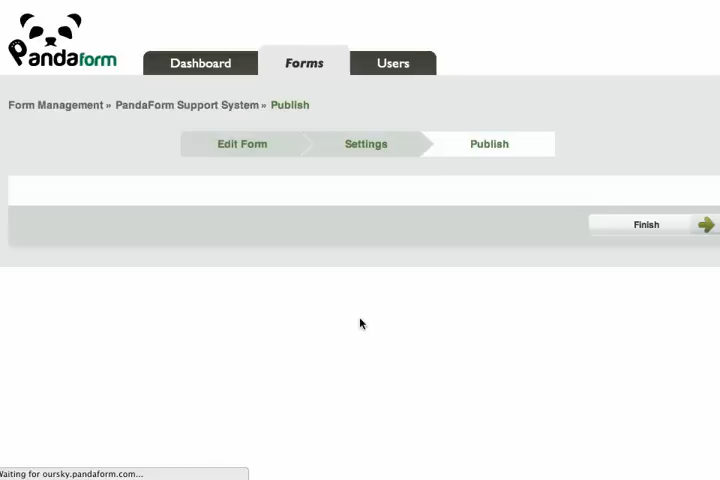 Pandaform
Dashboard
Forms
Users
Form Management » PandaForm Support System » Publish
Edit Form
Settings
Publish
Finish
Waiting for oursky.pandaform.com...